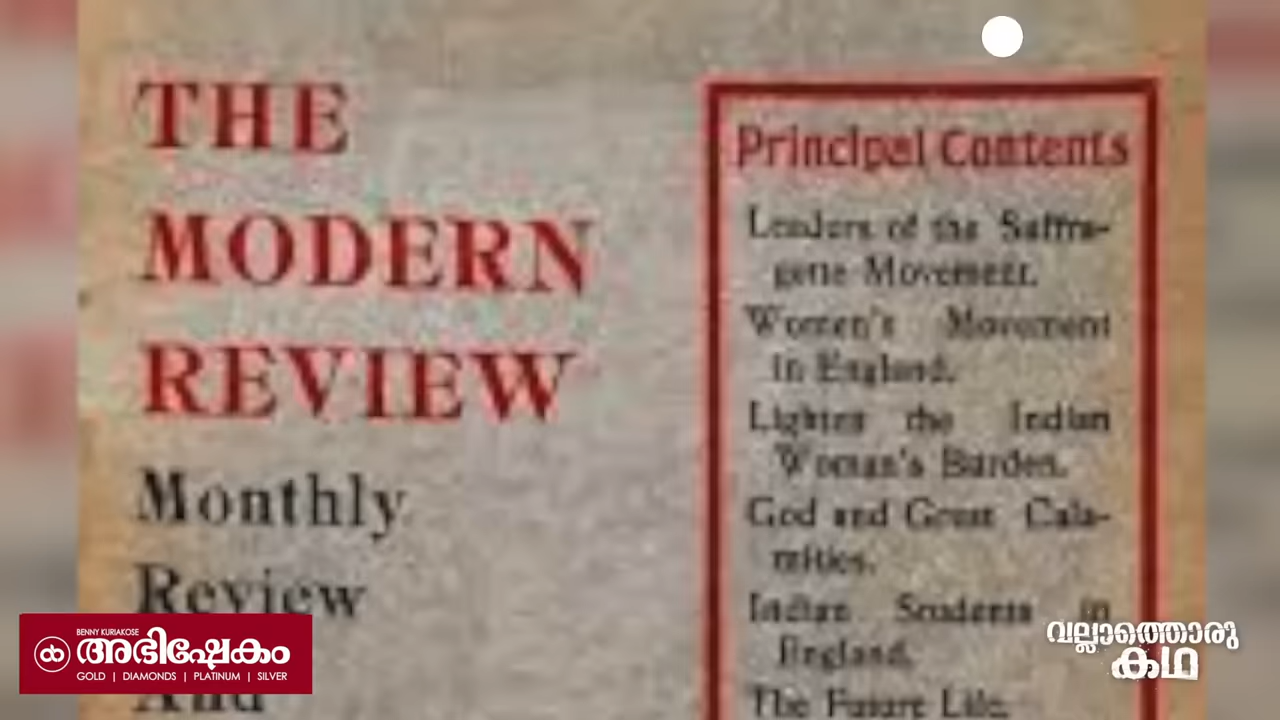 THE
MODERN
REVIEW
Monthly
Review
And
Principal Contents
Leaders of the Suffra-
gette Movement.
Women's Movement
in England.
Lighten the Indian
Woman's Burden.
God and Great Cala-
mities.
Indian Students in
England.
The Future Life.
BENNY KURIAKOSE
ക അഭിഷേകം
GOLD | DIAMONDS | PLATINUM | SILVER
വല്ലാത്തൊരു
കഥ